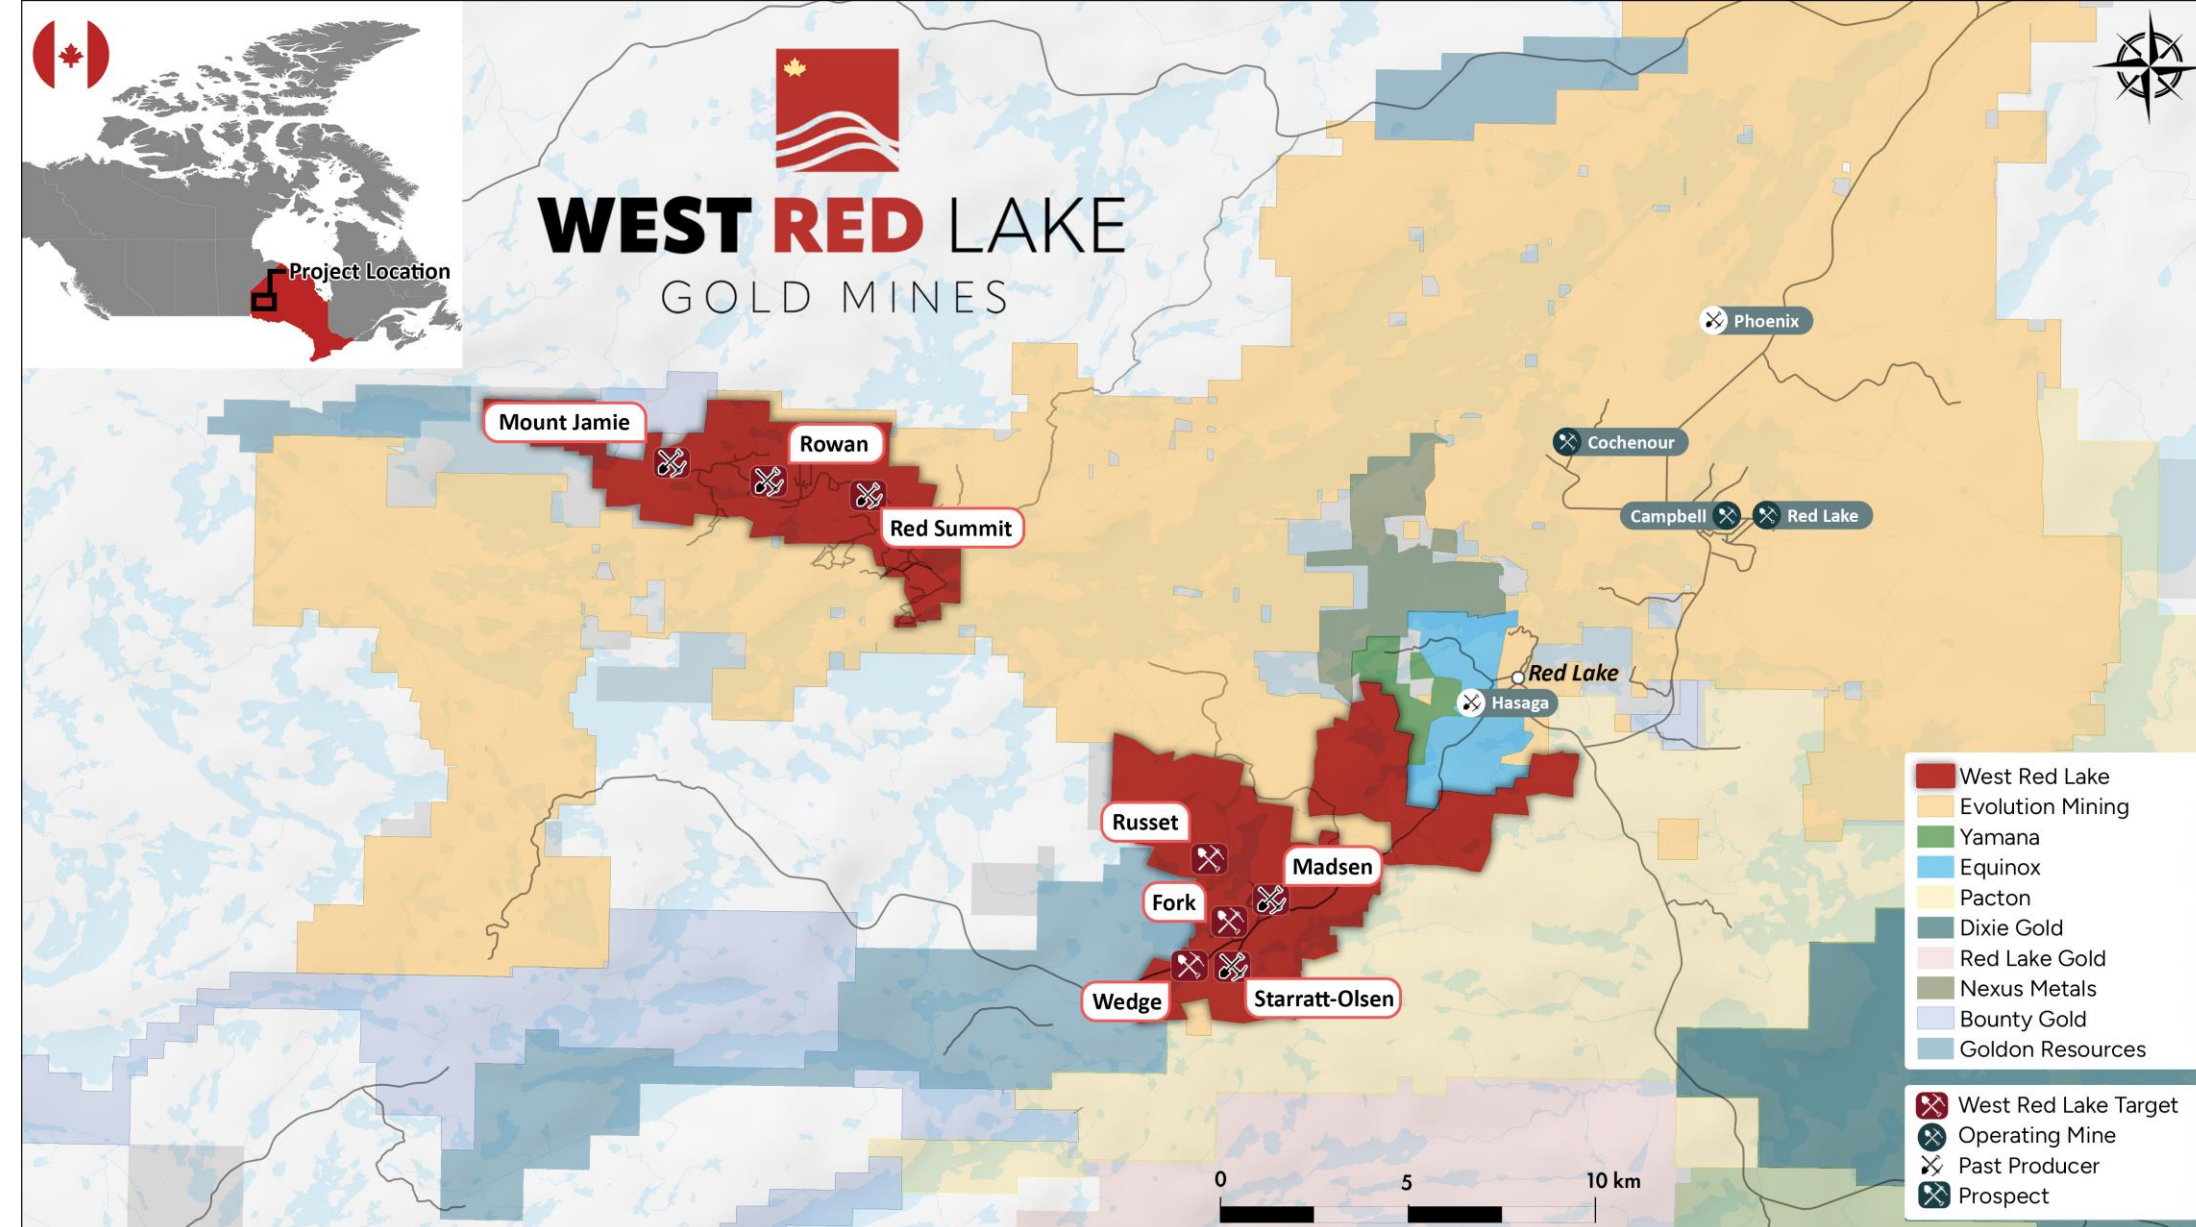 Project Location
WEST RED LAKE
GOLD MINES
Phoenix
Mount Jamie
Rowan
Cochenour
Red Summit
Campbell
Red Lake
Red Lake
Hasaga
Russet
Madsen
Fork
Wedge
Starratt-Olsen
West Red Lake
Evolution Mining
Yamana
Equinox
Pacton
Dixie Gold
Red Lake Gold
Nexus Metals
Bounty Gold
Goldon Resources
West Red Lake Target
Operating Mine
Past Producer
Prospect
0 5 10 km